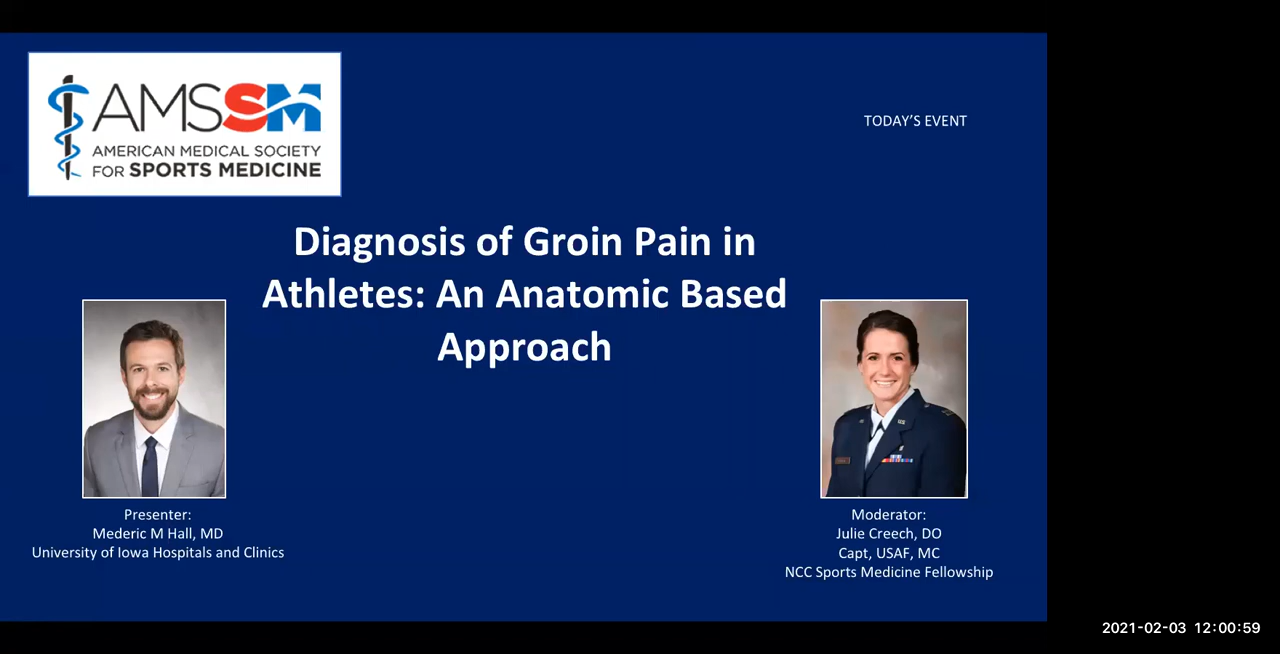 AMSSM
AMERICAN MEDICAL SOCIETY
FOR SPORTS MEDICINE
TODAY'S EVENT
Diagnosis of Groin Pain in
Athletes: An Anatomic Based
Approach
Presenter:
Mederic M Hall, MD
University of Iowa Hospitals and Clinics
Moderator:
Julie Creech, DO
Capt, USAF, MC
NCC Sports Medicine Fellowship
2021-02-03 12:00:59